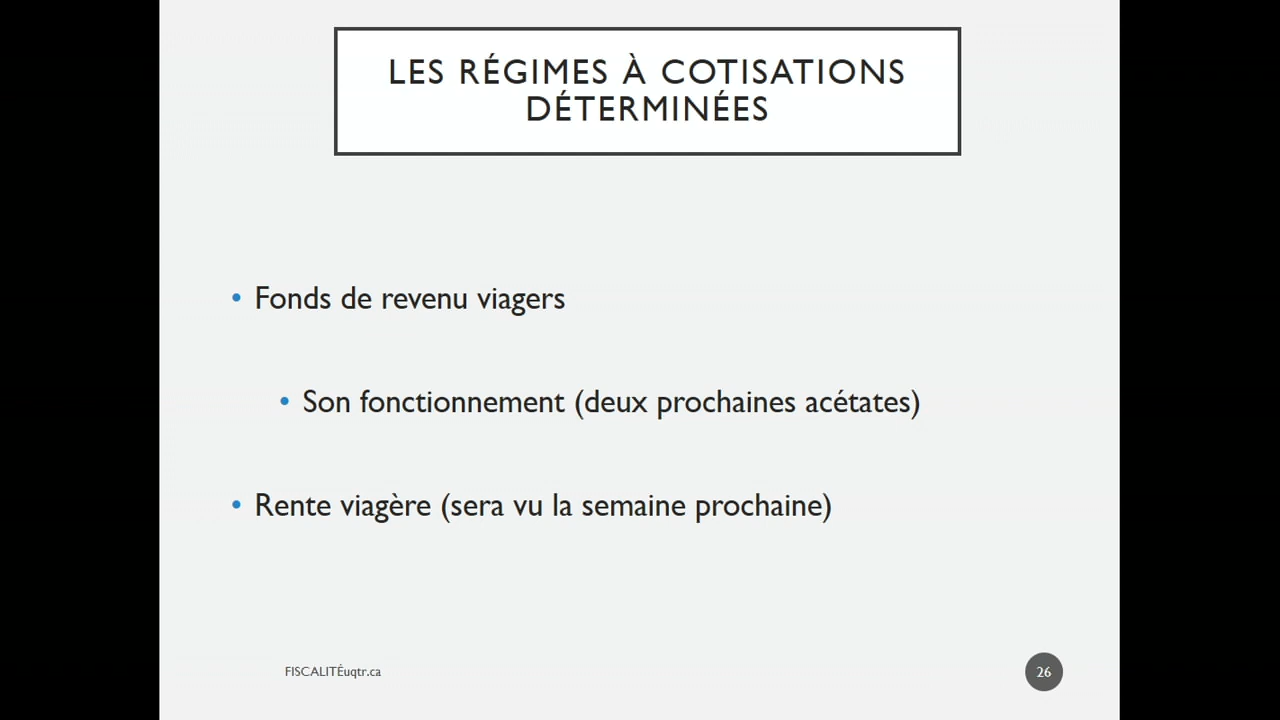 LES RÉGIMES À COTISATIONS
DÉTERMINÉES
• Fonds de revenu viagers
• Son fonctionnement (deux prochaines acétates)
• Rente viagère (sera vu la semaine prochaine)
FISCALITÉuqtr.ca
26